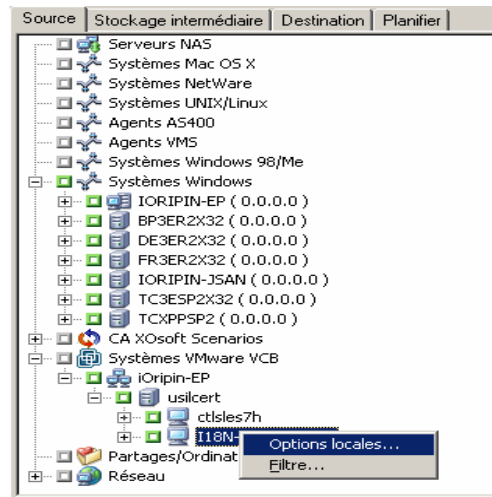 Source Stockage intermédiaire Destination Planifier
Serveurs NAS
Systèmes Mac OS X
Systèmes NetWare
Systèmes UNIX/Linux
Agents AS400
Agents VMS
Systèmes Windows 98/Me
Systèmes Windows
IORIPIN-EP ( 0.0.0.0 )
BP3ER2X32 ( 0.0.0.0 )
DE3ER2X32 ( 0.0.0.0 )
FR3ER2X32 ( 0.0.0.0 )
IORIPIN-JSAN ( 0.0.0.0 )
TC3ESP2X32 ( 0.0.0.0 )
TCXPPSP2 ( 0.0.0.0 )
CA XOsoft Scenarios
Systèmes VMware VCB
iOripin-EP
usilcert
ctlsles7h
I18N-
Options locales...
Partages/Ordinat
Filtre...
Réseau